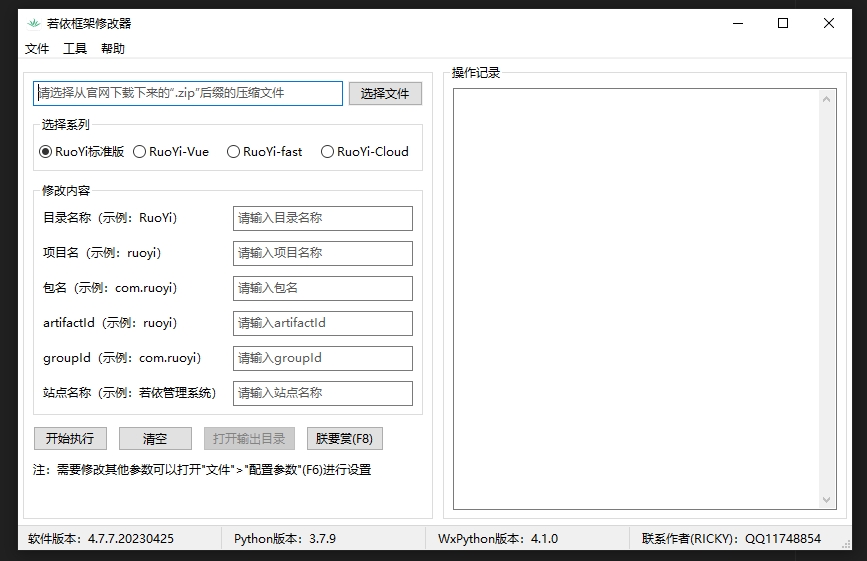 若依框架修改器
文件 工具 帮助
请选择从官网下载下来的".zip"后缀的压缩文件 选择文件
选择系列
RuoYi标准版 RuoYi-Vue RuoYi-fast RuoYi-Cloud
修改内容
目录名称（示例：RuoYi） 请输入目录名称
项目名（示例：ruoyi） 请输入项目名称
包名（示例：com.ruoyi） 请输入包名
artifactId（示例：ruoyi） 请输入artifactId
groupId（示例：com.ruoyi） 请输入groupId
站点名称（示例：若依管理系统） 请输入站点名称
开始执行 清空 打开输出目录 朕要赏(F8)
注：需要修改其他参数可以打开"文件">"配置参数"(F6)进行设置
操作记录
软件版本：4.7.7.20230425 Python版本：3.7.9 WxPython版本：4.1.0 联系作者(RICKY)：QQ11748854